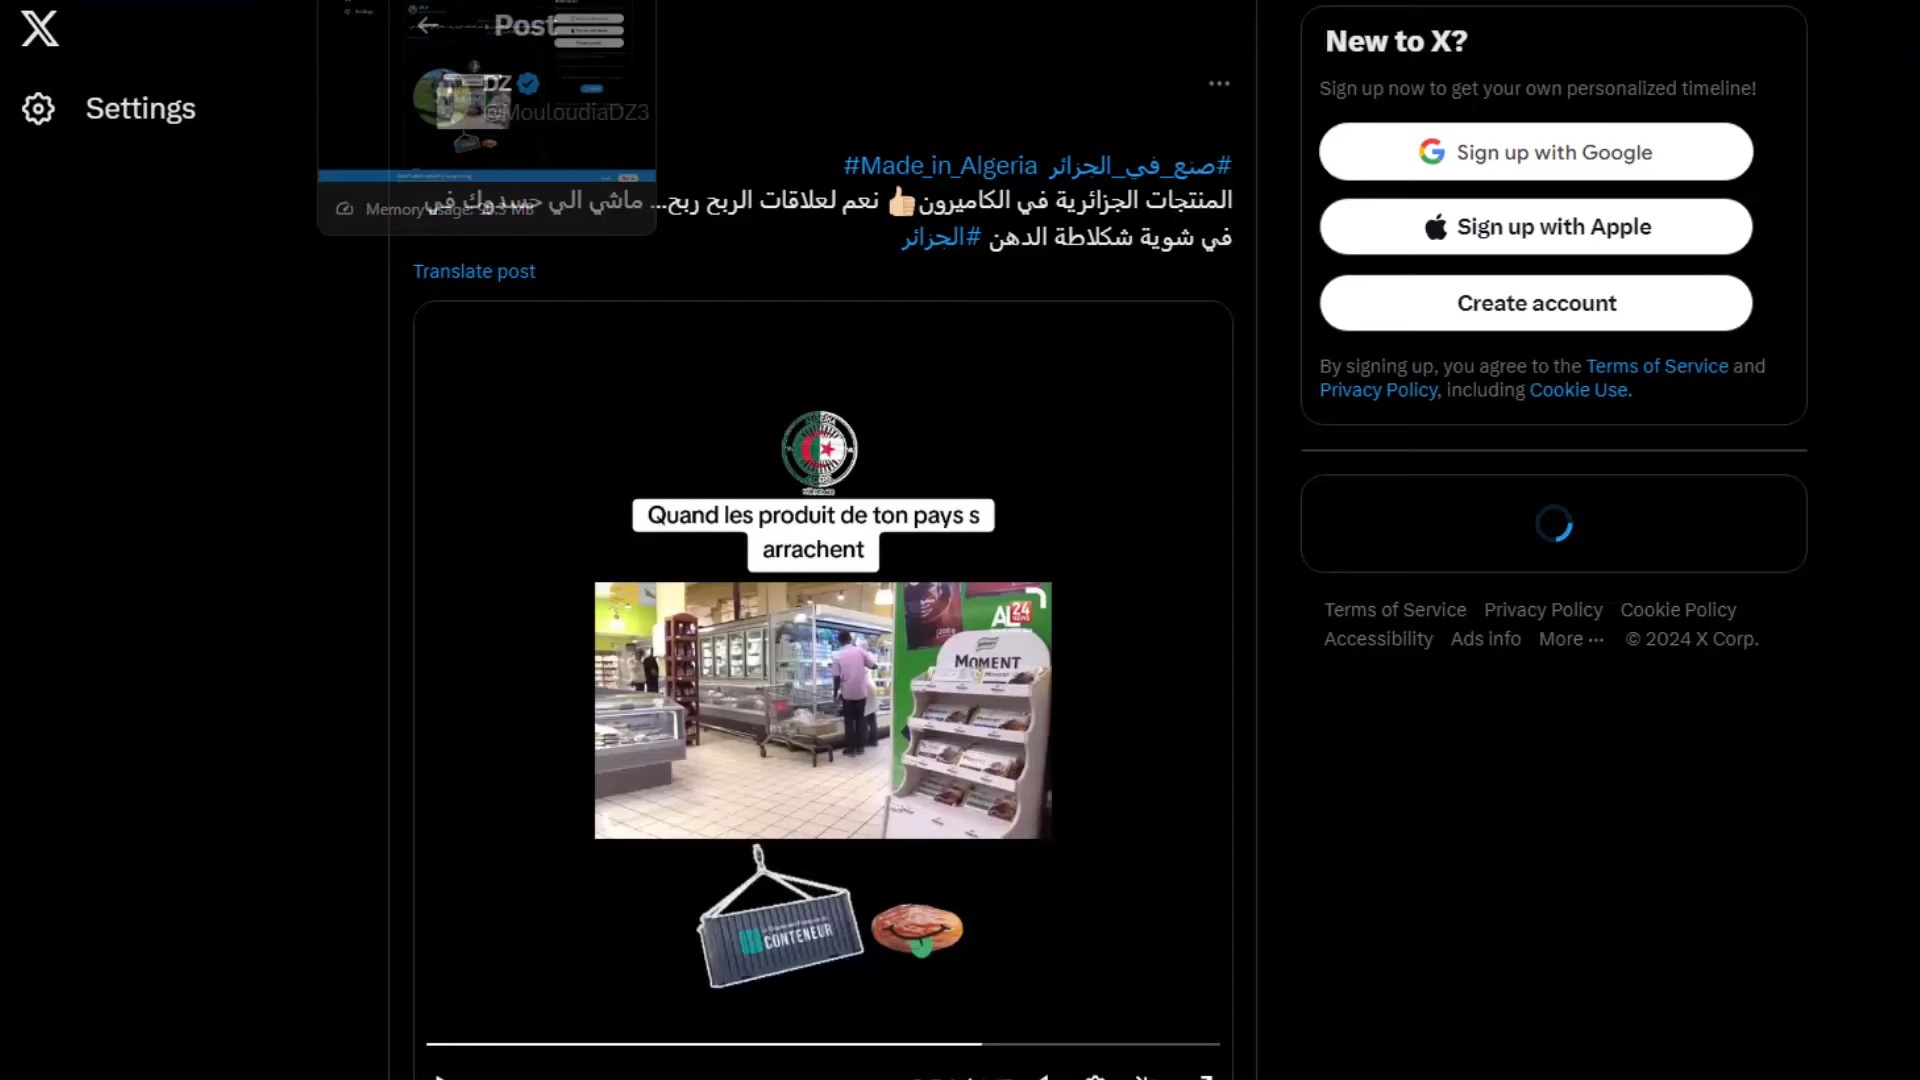 Settings
Post
DZ
@MouloudiaDZ3
#صنع_في_الجزائر #Made_in_Algeria
المنتجات الجزائرية في الكاميرون👍🏼 نعم لعلاقات الربح ربح... ماشي الي حسدوك في
في شوية شكلاطة الدهن #الجزائر
Memory usage:
Translate post
Quand les produit de ton pays s
arrachent
AL24
NEWS
MOMENT
CONTENEUR
New to X?
Sign up now to get your own personalized timeline!
Sign up with Google
Sign up with Apple
Create account
By signing up, you agree to the Terms of Service and
Privacy Policy, including Cookie Use.
Terms of Service Privacy Policy Cookie Policy
Accessibility Ads info More ··· © 2024 X Corp.